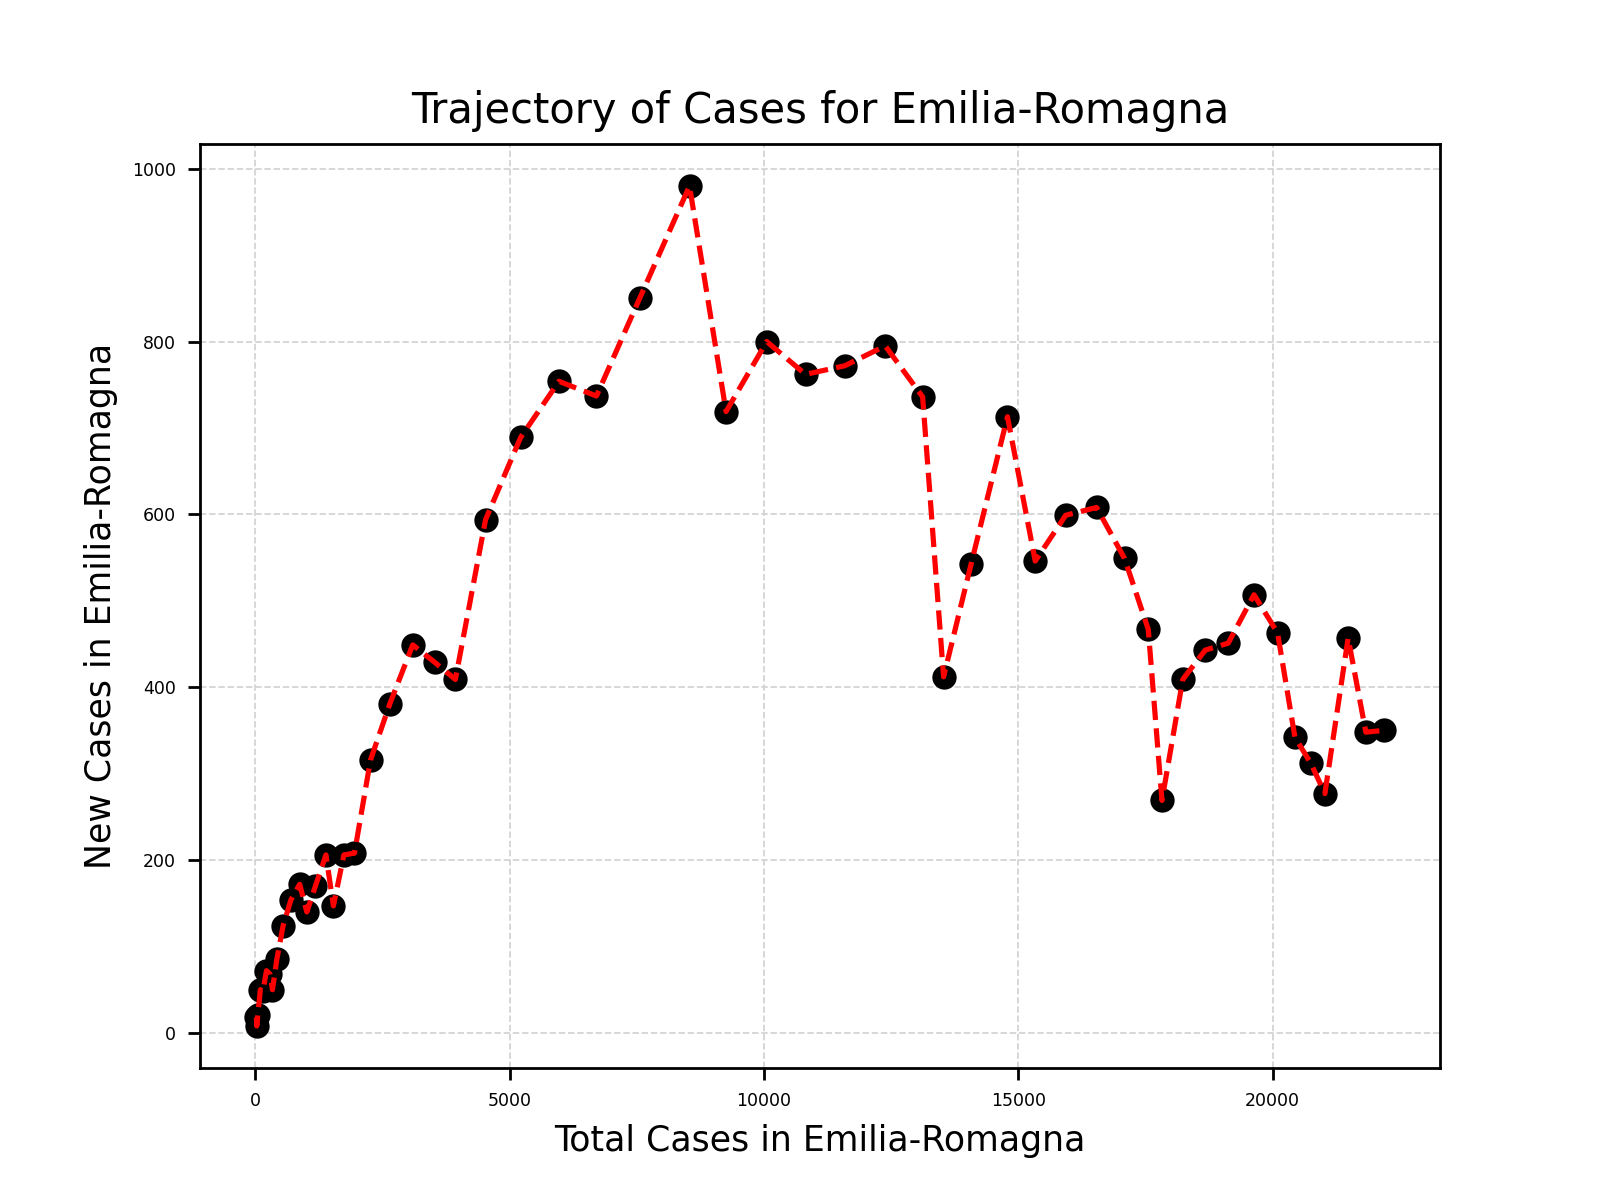 Trajectory of Cases for Emilia-Romagna
1000
800
600
400
200
0
New Cases in Emilia-Romagna
0 5000 10000 15000 20000
Total Cases in Emilia-Romagna